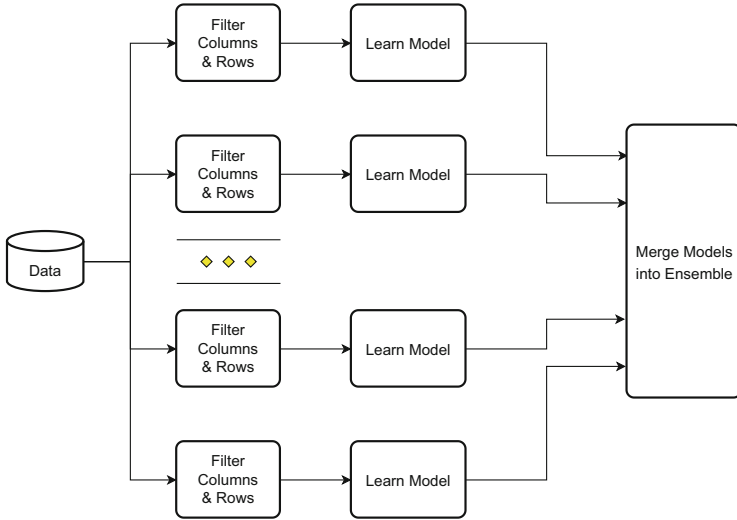 Filter
Columns
& Rows
Learn Model
Filter
Columns
& Rows
Learn Model
Data
Merge Models
into Ensemble
Filter
Columns
& Rows
Learn Model
Filter
Columns
& Rows
Learn Model